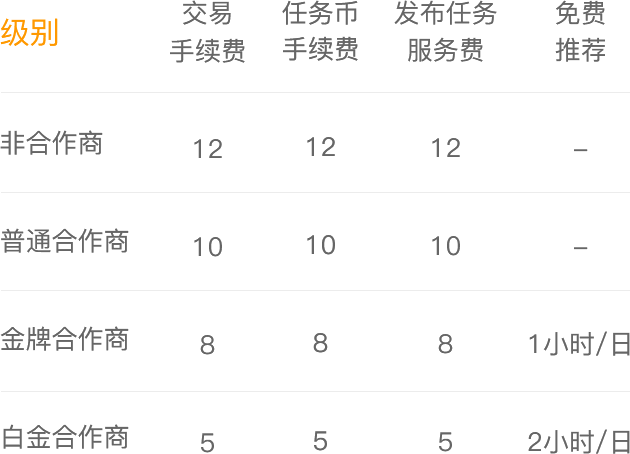 级别 交易 任务币 发布任务 免费
手续费 手续费 服务费 推荐
非合作商 12 12 12 –
普通合作商 10 10 10 –
金牌合作商 8 8 8 1小时/日
白金合作商 5 5 5 2小时/日